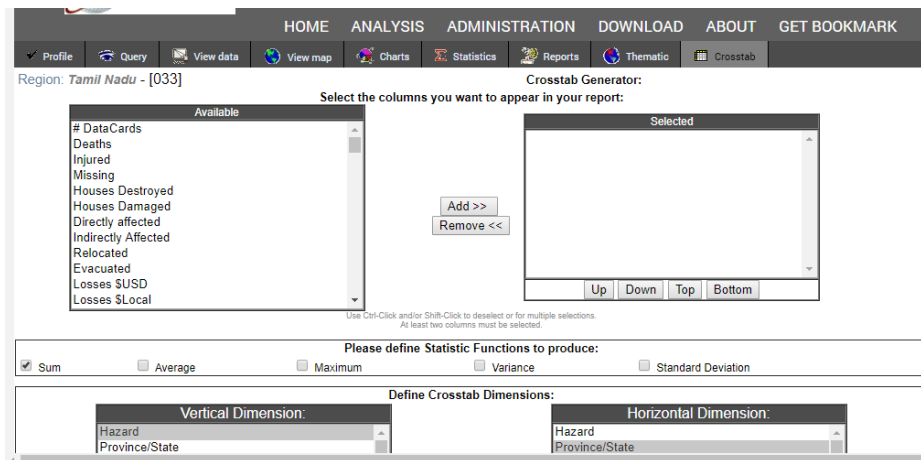 HOME ANALYSIS ADMINISTRATION DOWNLOAD ABOUT GET BOOKMARK
Profile Query View data View map Charts Statistics Reports Thematic Crosstab
Region: Tamil Nadu - [033]
Crosstab Generator:
Select the columns you want to appear in your report:
Available
# DataCards
Deaths
Injured
Missing
Houses Destroyed
Houses Damaged
Directly affected
Indirectly Affected
Relocated
Evacuated
Losses $USD
Losses $Local
Add >>
Remove <<
Selected
Up Down Top Bottom
Use Ctrl-Click and/or Shift-Click to deselect or for multiple selections.
At least two columns must be selected.
Please define Statistic Functions to produce:
Sum Average Maximum Variance Standard Deviation
Define Crosstab Dimensions:
Vertical Dimension:
Hazard
Province/State
Horizontal Dimension:
Hazard
Province/State